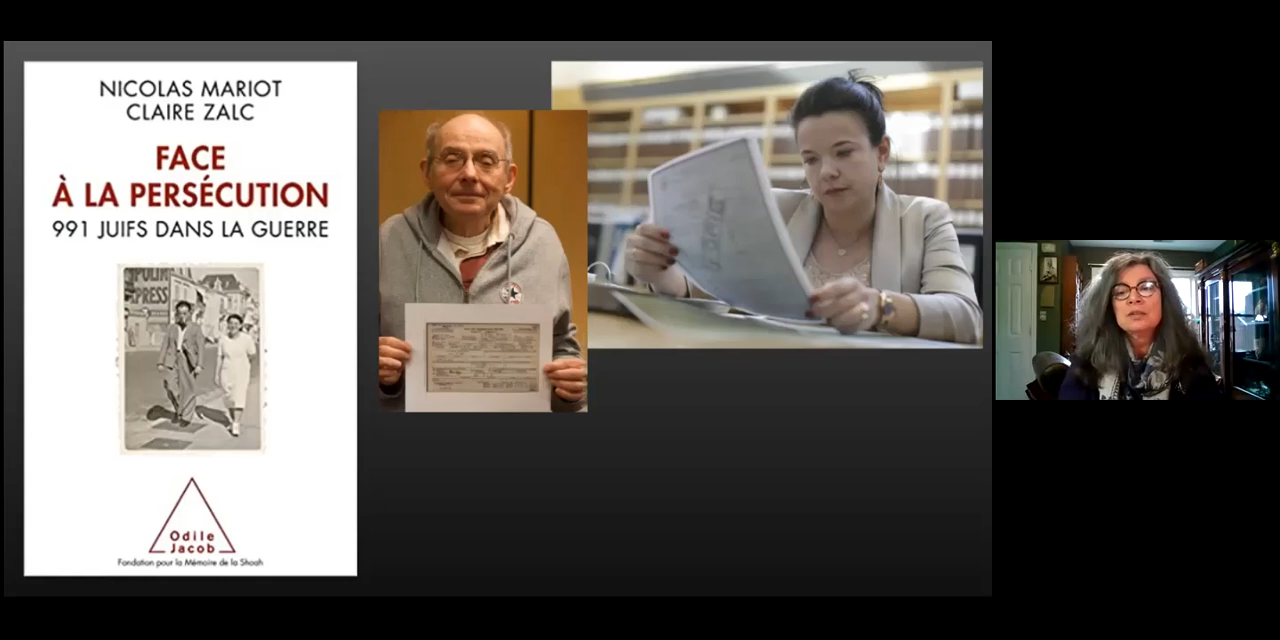 NICOLAS MARIOT
CLAIRE ZALC
FACE
À LA PERSÉCUTION
991 JUIFS DANS LA GUERRE
EXPRESS
Odile
Jacob
Fondation pour la Mémoire de la Shoah